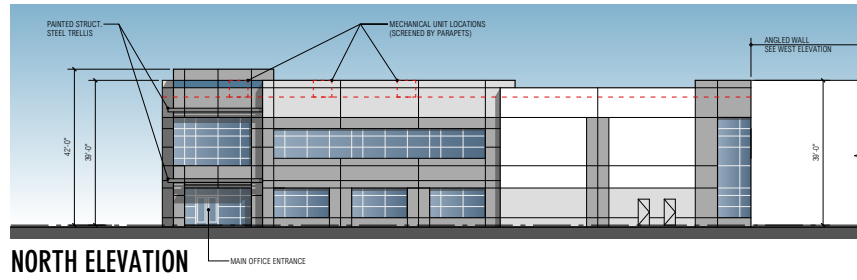 PAINTED STRUCT.
STEEL TRELLIS
MECHANICAL UNIT LOCATIONS
(SCREENED BY PARAPETS)
ANGLED WALL
SEE WEST ELEVATION
42'-0"
39'-0"
39'-0"
NORTH ELEVATION
MAIN OFFICE ENTRANCE